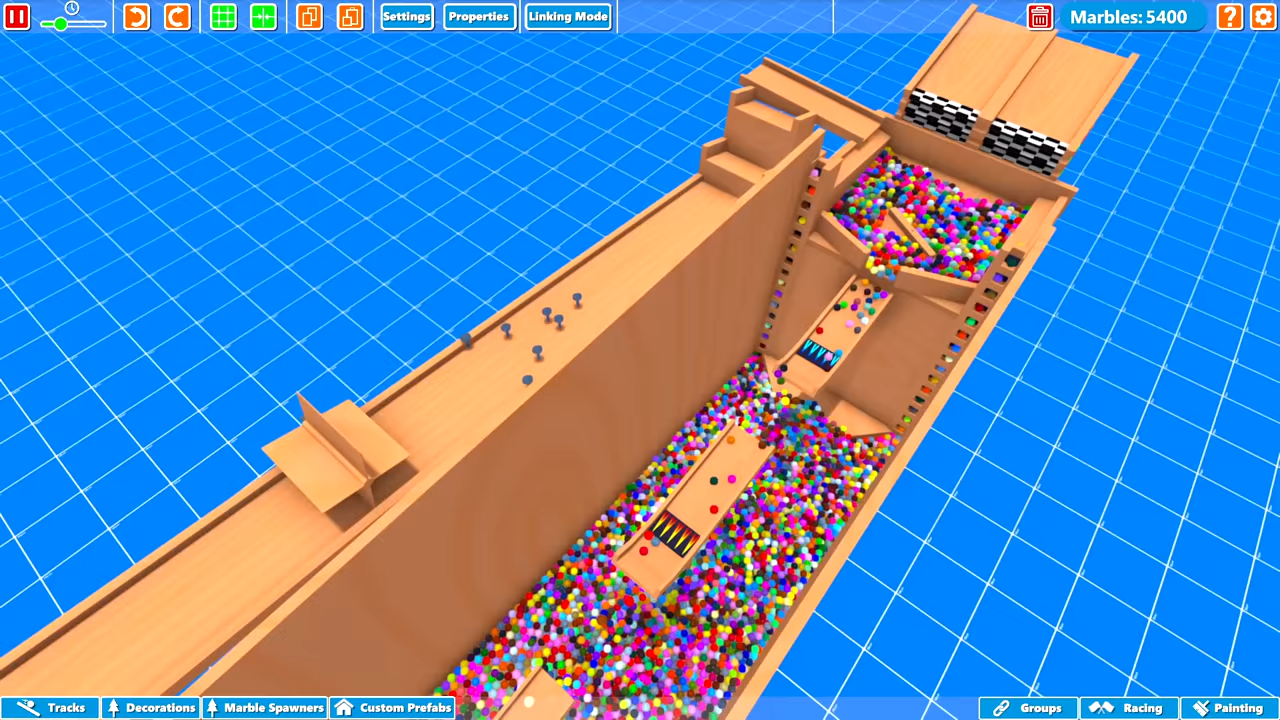 Settings
Properties
Linking Mode
Marbles: 5400
?
Tracks
Decorations
Marble Spawners
Custom Prefabs
Groups
Racing
Painting